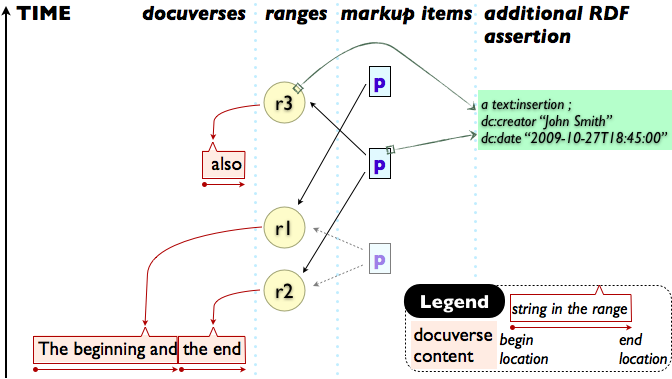 TIME
docuverses
ranges
markup items
additional RDF
assertion
p
r3
a text:insertion ;
dc:creator “John Smith”
dc:date “2009-10-27T18:45:00”
also
p
r1
p
r2
The beginning and
the end
Legend
string in the range
docuverse
content
begin
location
end
location